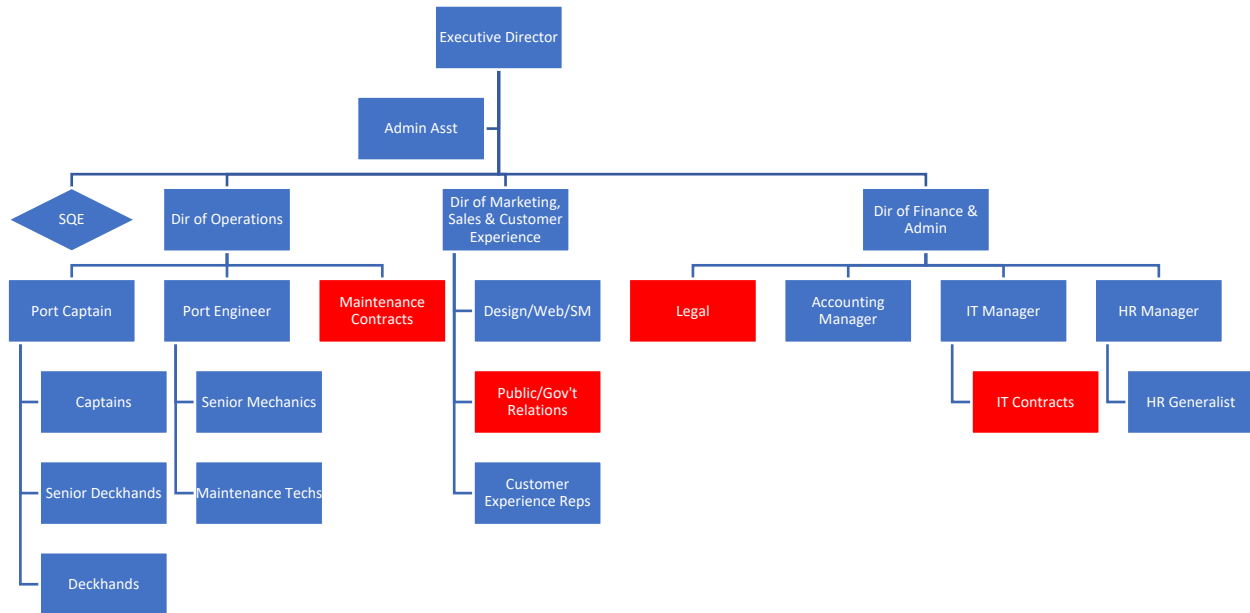 Executive Director
Admin Asst
SQE
Dir of Operations
Dir of Marketing,
Sales & Customer
Experience
Dir of Finance &
Admin
Port Captain
Port Engineer
Maintenance
Contracts
Design/Web/SM
Legal
Accounting
Manager
IT Manager
HR Manager
Captains
Senior Mechanics
Public/Gov't
Relations
IT Contracts
HR Generalist
Senior Deckhands
Maintenance Techs
Customer
Experience Reps
Deckhands